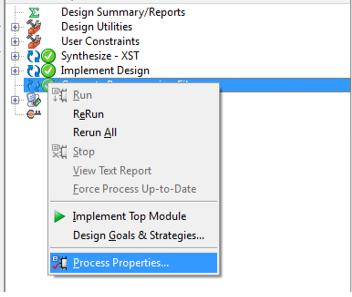 Design Summary/Reports
Design Utilities
User Constraints
Synthesize - XST
Implement Design
Run
ReRun
Rerun All
Stop
View Text Report
Force Process Up-to-Date
Implement Top Module
Design Goals & Strategies...
Process Properties...